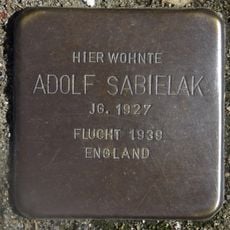 HIER WOHNTE
ADOLF SABIELAK
JG. 1927
FLUCHT 1939
ENGLAND